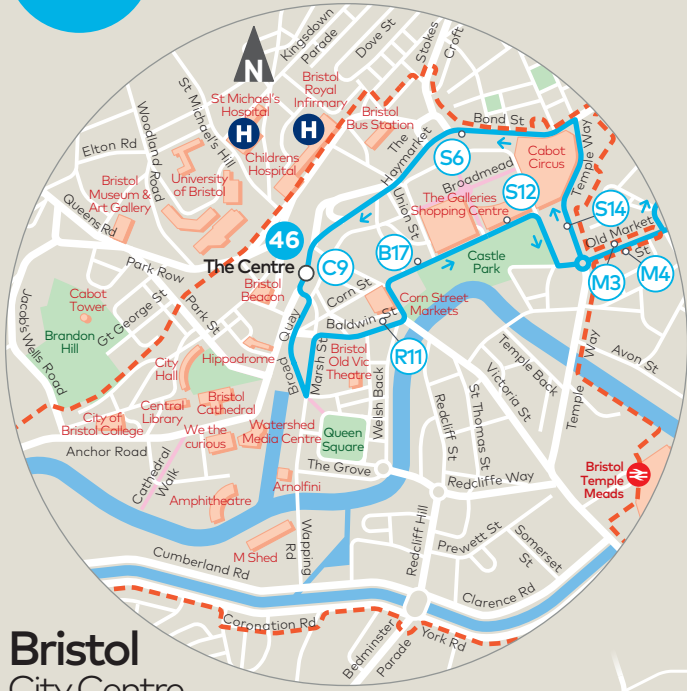 Kingsdown
Parade
Dove St
Stokes
Croft
N
St Michael's Hill
St Michael's
Hospital
H
Bristol
Royal
Infirmary
H
Bristol
Bus Station
Childrens
Hospital
The
Haymarket
Bond St
Temple Way
Woodland Road
Elton Rd
University
of Bristol
Bristol
Museum &
Art Gallery
Queens Rd
S6
Broadmead
Cabot
Circus
S12
The Galleries
Shopping Centre
Union St
S14
Old Market
St
46
The Centre
C9
B17
Castle
Park
M3
M4
Park Row
Bristol
Beacon
Corn St
Corn Street
Markets
Baldwin St
R11
Jacobs Wells Road
Cabot
Tower
Brandon
Hill
Gt George St
Park St
Broad
Quay
Marsh St
Bristol
Old Vic
Theatre
Hippodrome
City
Hall
Bristol
Cathedral
Central
Library
City of
Bristol College
We the
curious
Watershed
Media Centre
Queen
Square
Welsh Back
Redcliff St
St Thomas St
Victoria St
Temple Back
Temple
Way
Avon St
Anchor Road
Cathedral
Walk
Amphitheatre
Arnolfini
The Grove
Redcliffe Way
Bristol
Temple
Meads
M Shed
Wapping
Rd
Redcliff Hill
Prewett St
Somerset
St
Cumberland Rd
Clarence Rd
Coronation Rd
Bedminster
Parade
York Rd
Bristol
City Centre